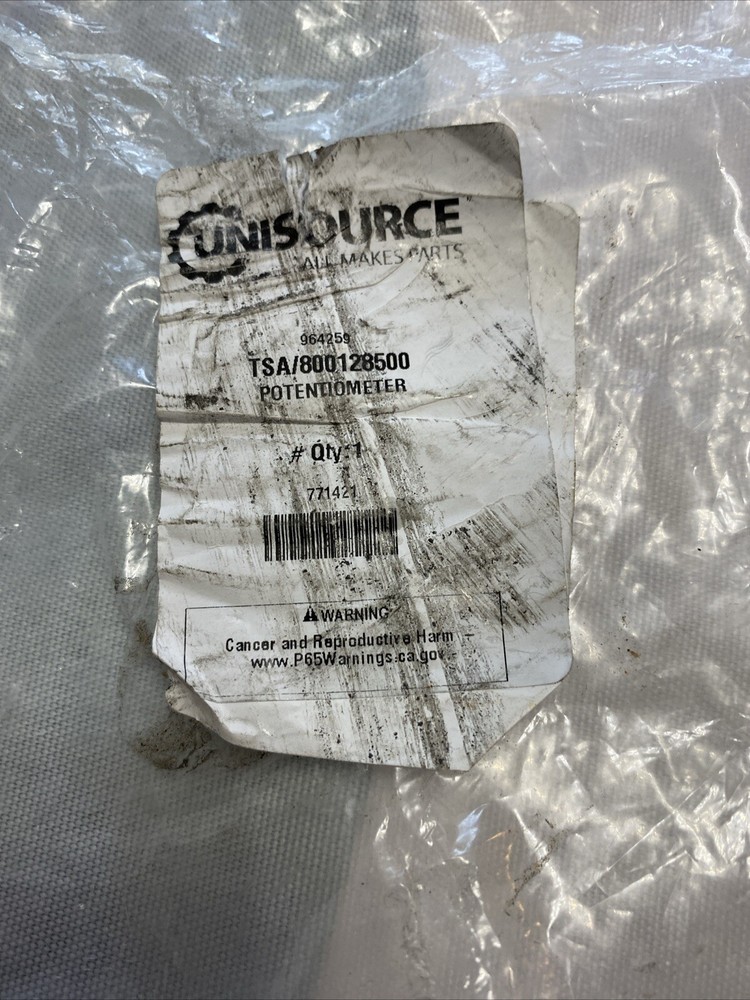 UNISOURCE
ALL MAKES PARTS
964259
TSA/800128500
POTENTIOMETER
# Qty:1
771421
WARNING
Cancer and Reproductive Harm -
www.P65Warnings.ca.gov